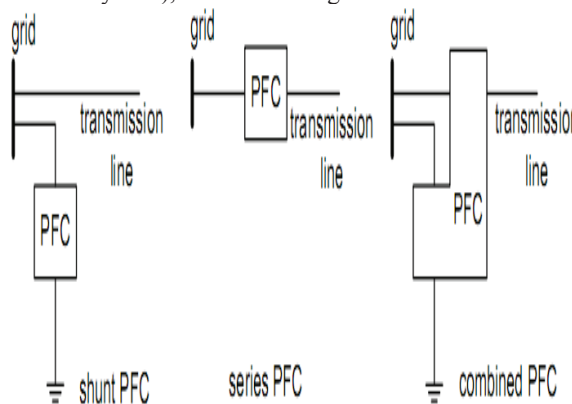 grid
transmission
line
PFC
shunt PFC
grid
PFC
transmission
line
series PFC
grid
transmission
line
PFC
combined PFC